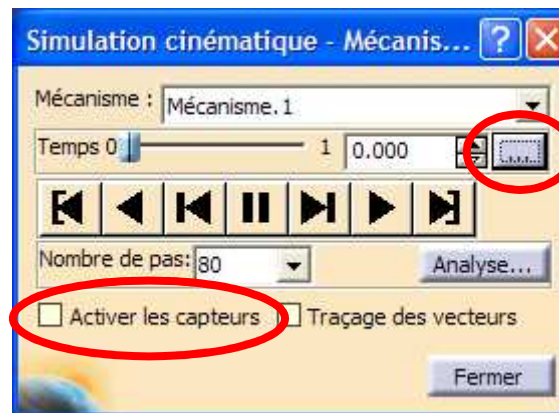 Simulation cinématique - Mécanis... ?
Mécanisme : Mécanisme.1
Temps 0 1 0.000 ....
Nombre de pas: 80 Analyse...
Activer les capteurs Traçage des vecteurs
Fermer